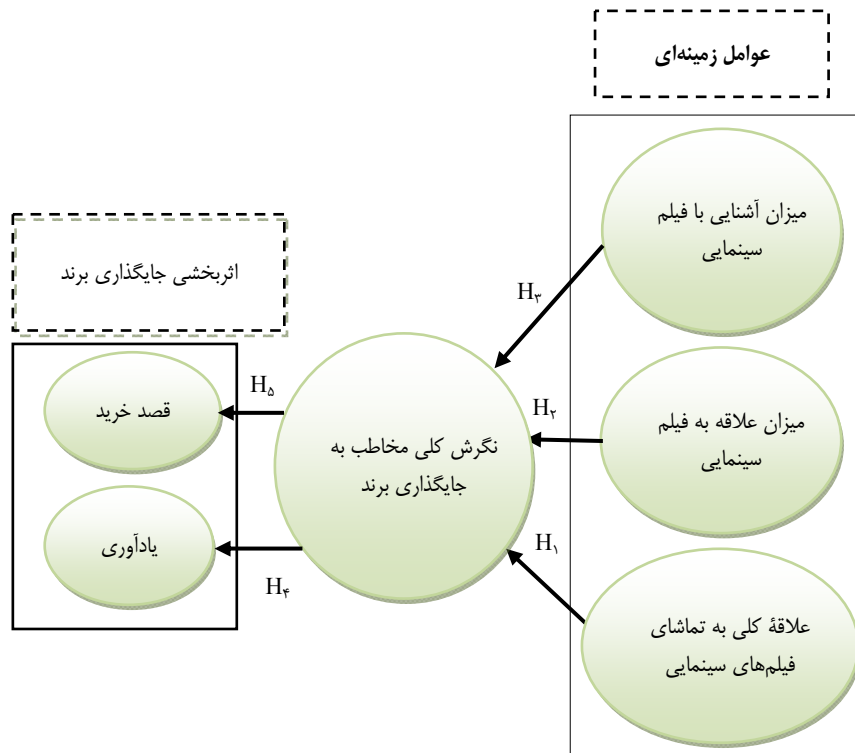 عوامل زمینه‌ای
میزان آشنایی با فیلم
سینمایی
H۳
میزان علاقه به فیلم
سینمایی
H۲
علاقۀ کلی به تماشای
فیلم‌های سینمایی
H۱
نگرش کلی مخاطب به
جایگذاری برند
اثربخشی جایگذاری برند
H۵
قصد خرید
H۴
یادآوری